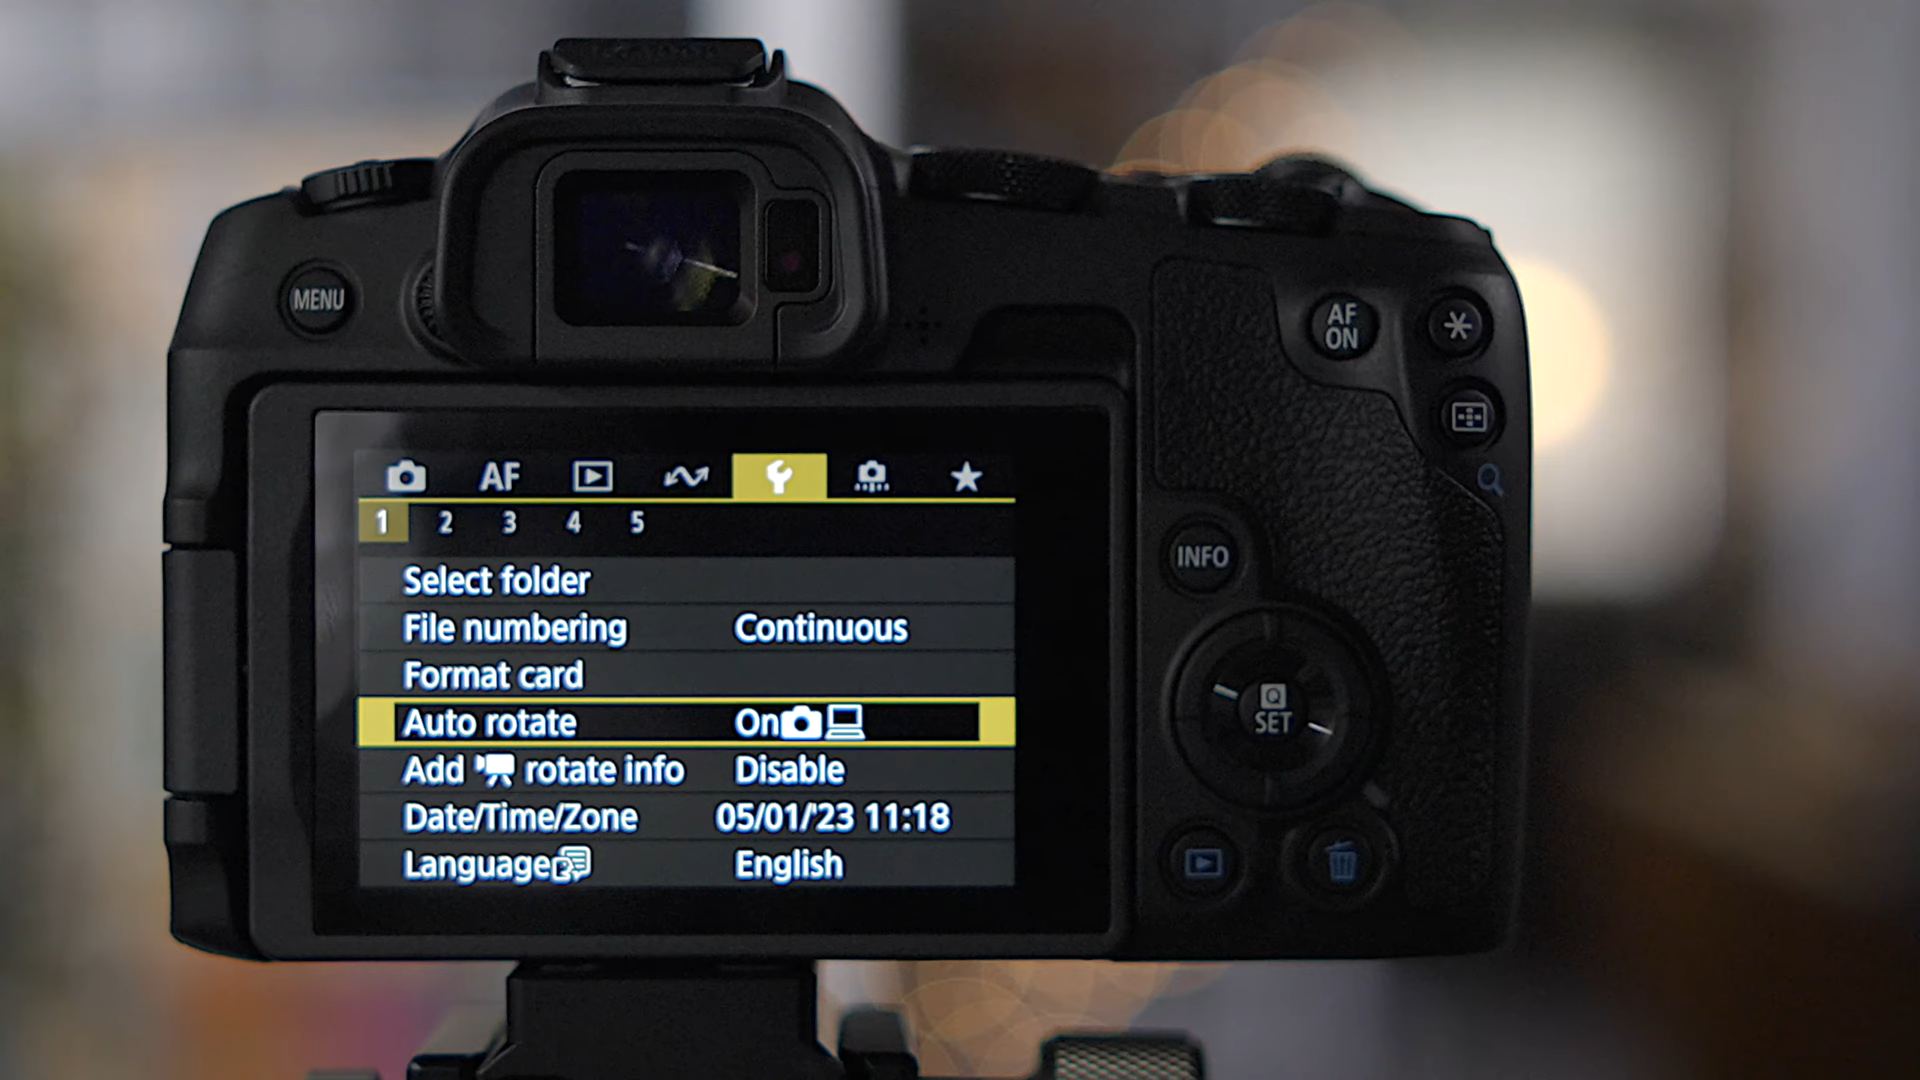 MENU
AF
ON
AF
1 2 3 4 5
Select folder
File numbering Continuous
Format card
Auto rotate On
Add rotate info Disable
Date/Time/Zone 05/01/'23 11:18
Language English
INFO
Q
SET